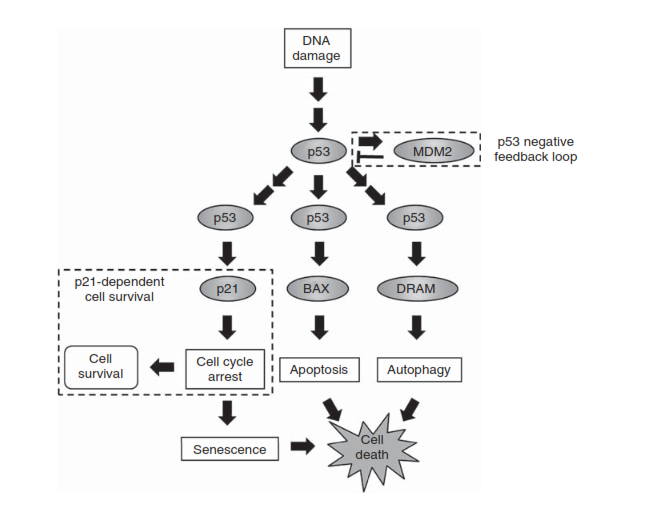 DNA
damage
p53
MDM2
p53 negative
feedback loop
p53
p53
p53
p21-dependent
cell survival
p21
BAX
DRAM
Cell
survival
Cell cycle
arrest
Apoptosis
Autophagy
Senescence
Cell
death